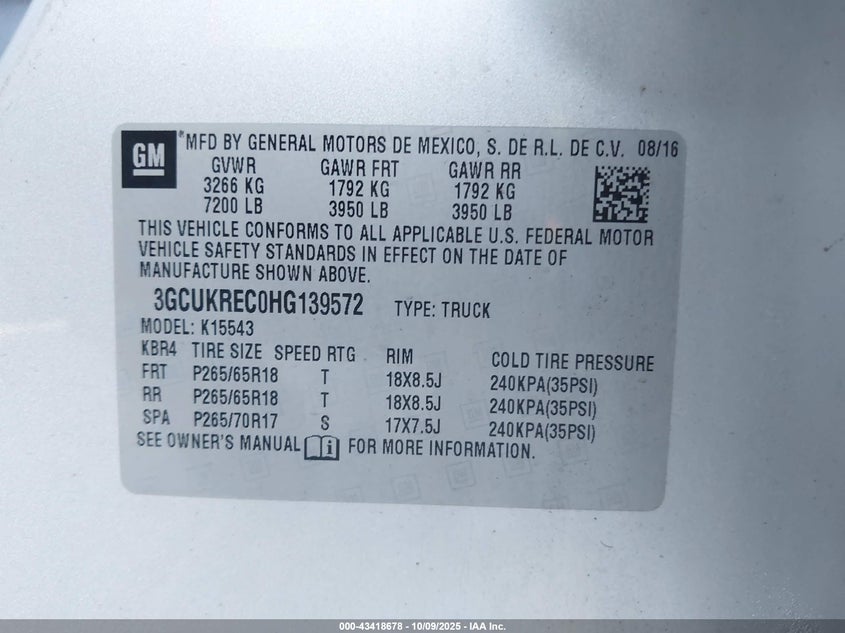 GM
*MFD BY GENERAL MOTORS DE MEXICO, S. DE R.L. DE C.V. 08/16
GVWR GAWR FRT GAWR RR
3266 KG 1792 KG 1792 KG
7200 LB 3950 LB 3950 LB
THIS VEHICLE CONFORMS TO ALL APPLICABLE U.S. FEDERAL MOTOR
VEHICLE SAFETY STANDARDS IN EFFECT ON THE DATE OF
MANUFACTURE SHOWN ABOVE.
3GCUKREC0HG139572 TYPE: TRUCK
MODEL: K15543
KBR4 TIRE SIZE SPEED RTG RIM COLD TIRE PRESSURE
FRT P265/65R18 T 18X8.5J 240KPA(35PSI)
RR P265/65R18 T 18X8.5J 240KPA(35PSI)
SPA P265/70R17 S 17X7.5J 240KPA(35PSI)
SEE OWNER'S MANUAL i FOR MORE INFORMATION.
000-43418678 - 10/09/2025 - IAA Inc.